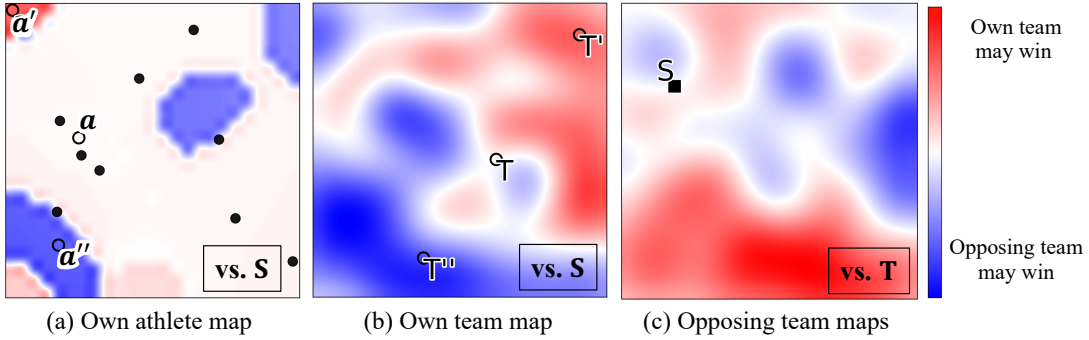 a'
a
a''
vs. S
T'
T
T''
vs. S
S
vs. T
Own team
may win
Opposing team
may win
(a) Own athlete map
(b) Own team map
(c) Opposing team maps